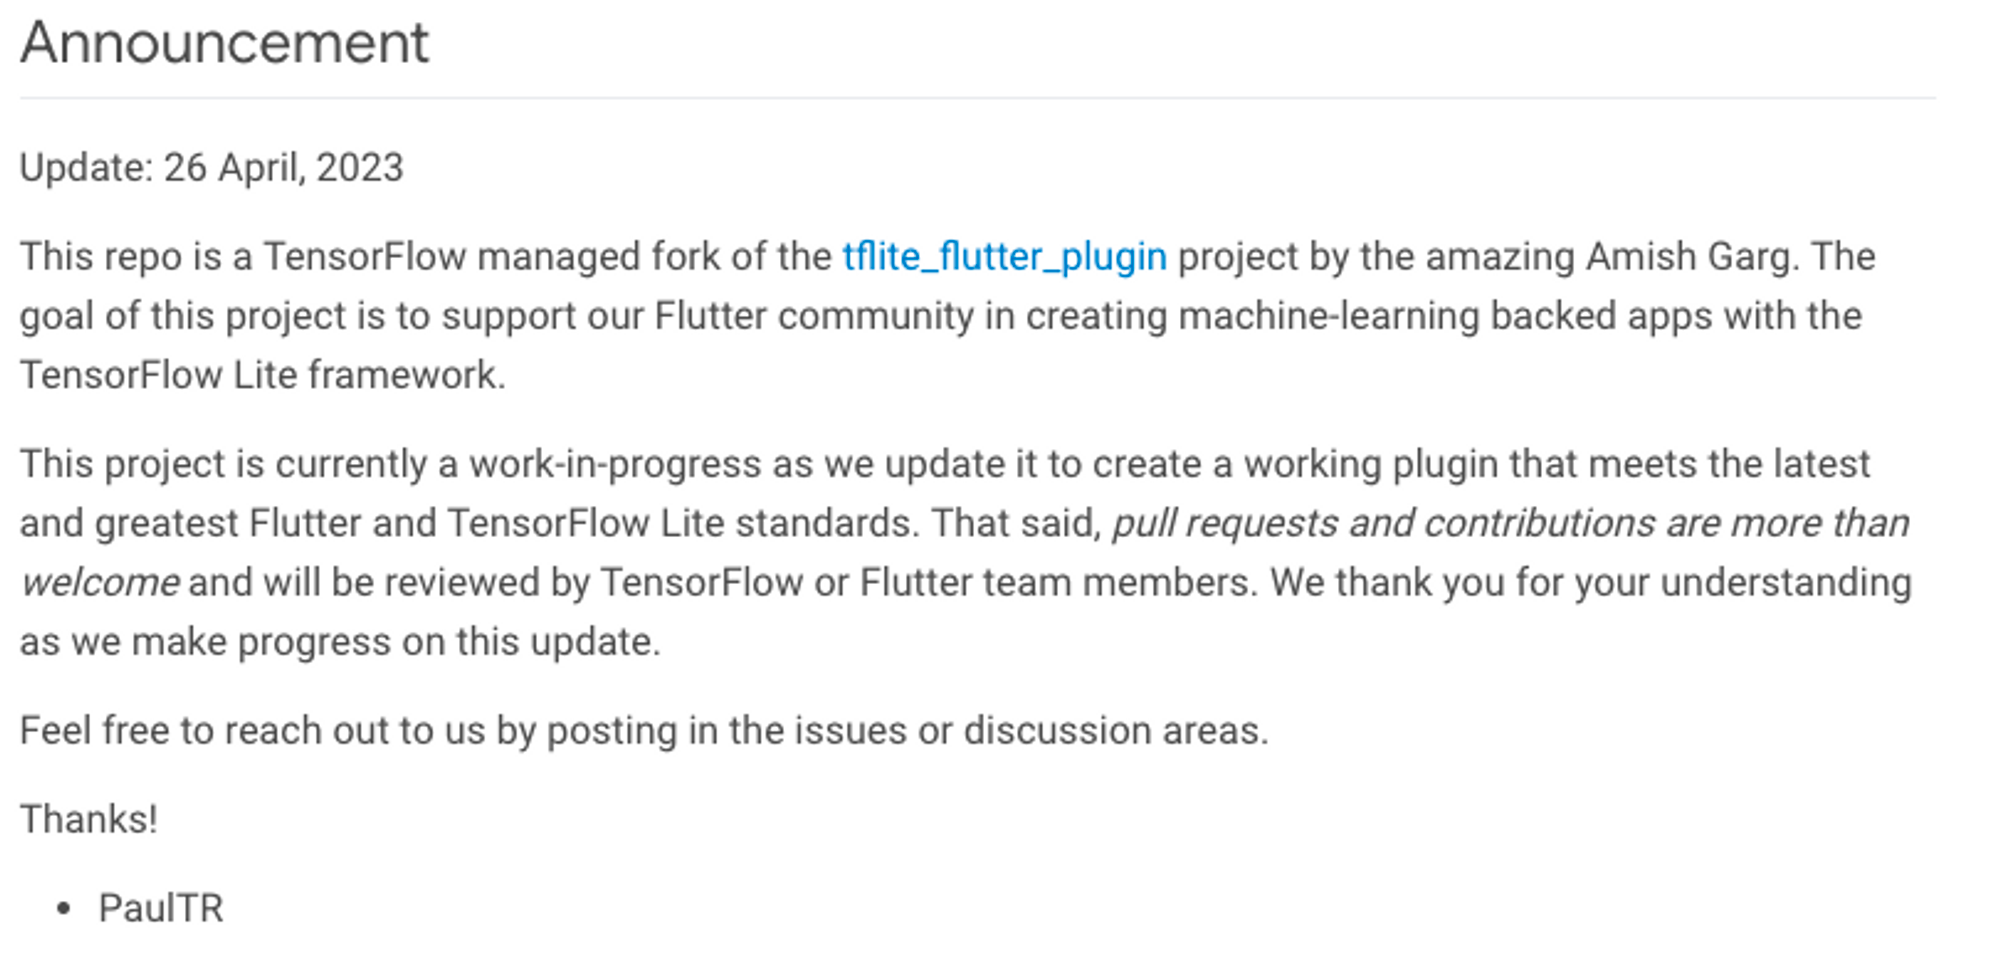 Announcement
Update: 26 April, 2023
This repo is a TensorFlow managed fork of the tflite_flutter_plugin project by the amazing Amish Garg. The
goal of this project is to support our Flutter community in creating machine-learning backed apps with the
TensorFlow Lite framework.
This project is currently a work-in-progress as we update it to create a working plugin that meets the latest
and greatest Flutter and TensorFlow Lite standards. That said, pull requests and contributions are more than
welcome and will be reviewed by TensorFlow or Flutter team members. We thank you for your understanding
as we make progress on this update.
Feel free to reach out to us by posting in the issues or discussion areas.
Thanks!
• PaulTR